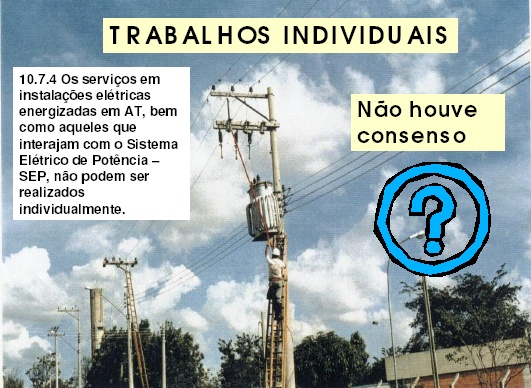 TRABALHOS INDIVIDUAIS
10.7.4 Os serviços em
instalações elétricas
energizadas em AT, bem
como aqueles que
interajam com o Sistema
Elétrico de Potência –
SEP, não podem ser
realizados
individualmente.
Não houve
consenso
?